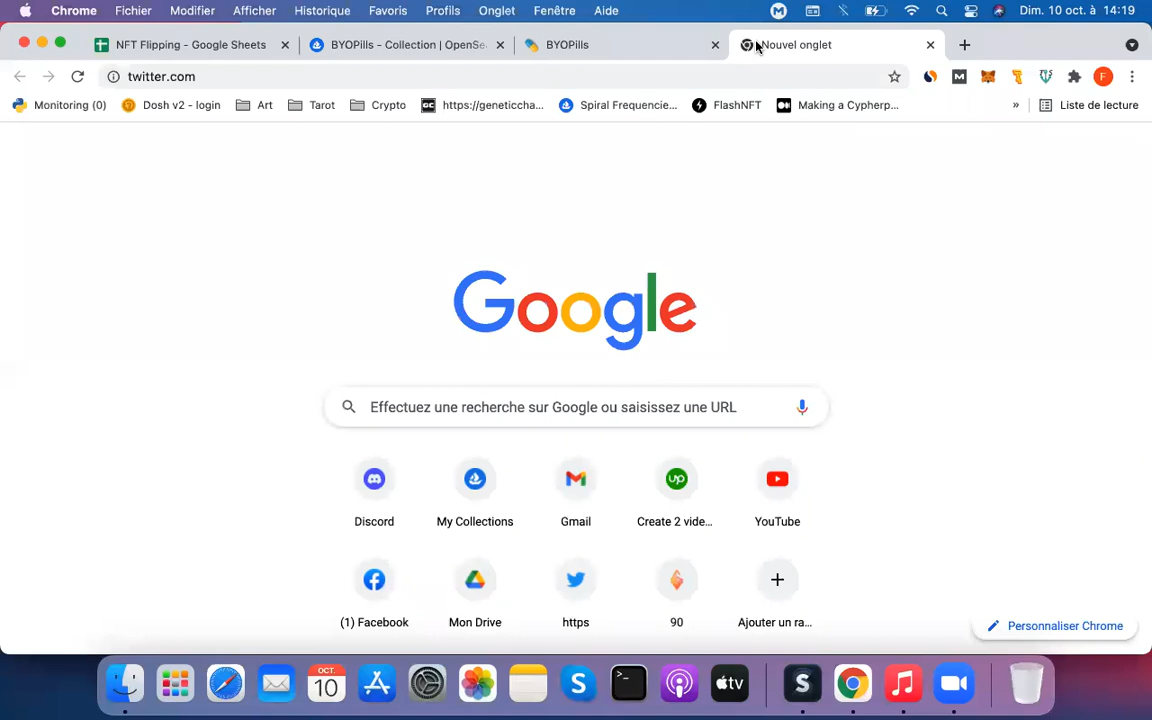 Chrome Fichier Modifier Afficher Historique Favoris Profils Onglet Fenêtre Aide Dim. 10 oct. à 14:19
NFT Flipping - Google Sheets BYOPills - Collection | OpenSe BYOPills Nouvel onglet
twitter.com
Monitoring (0) Dosh v2 - login Art Tarot Crypto https://geneticcha... Spiral Frequencie... FlashNFT Making a Cypherp... » Liste de lecture
Google
Effectuez une recherche sur Google ou saisissez une URL
Discord My Collections Gmail Create 2 vide... YouTube
(1) Facebook Mon Drive https 90 Ajouter un ra...
Personnaliser Chrome
OCT.
10
tv